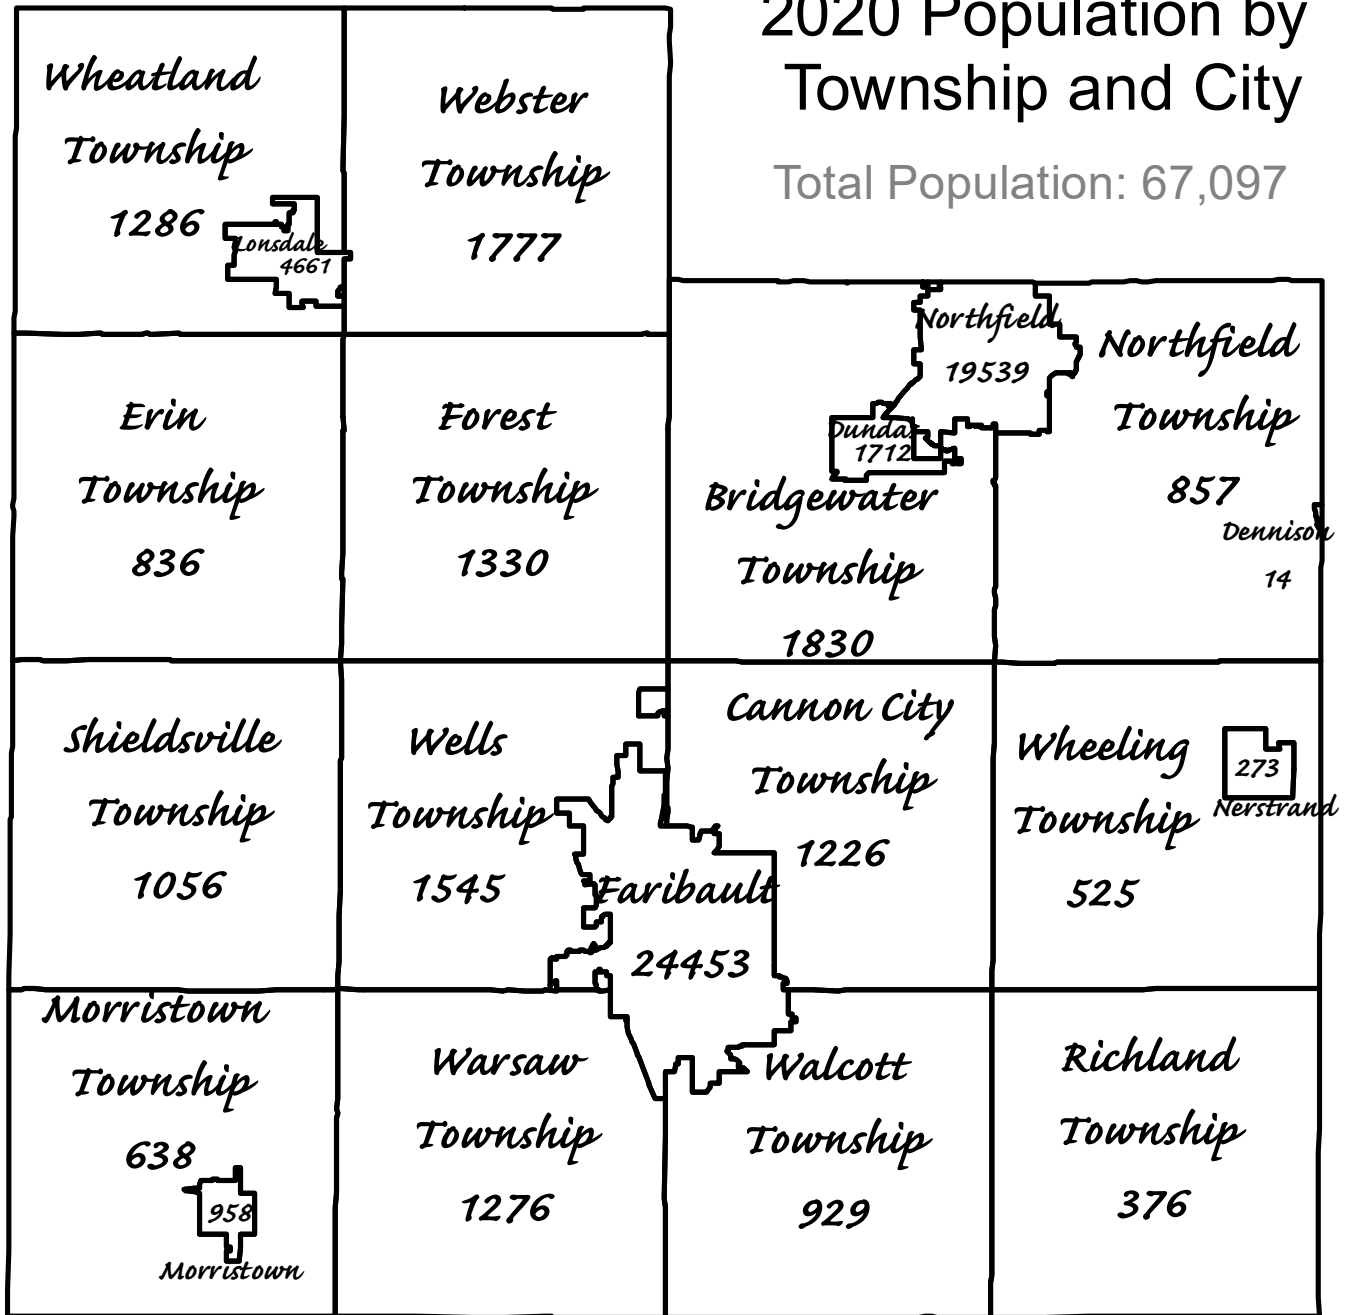 2020 Population by
Township and City
Total Population: 67,097
Wheatland
Township
1286
Lonsdale
4661
Webster
Township
1777
Erin
Township
836
Forest
Township
1330
Northfield
19539
Dundas
1712
Bridgewater
Township
1830
Northfield
Township
857
Dennison
14
Shieldsville
Township
1056
Wells
Township
1545
Faribault
24453
Cannon City
Township
1226
Wheeling
Township
525
273
Nerstrand
Morristown
Township
638
958
Morristown
Warsaw
Township
1276
Walcott
Township
929
Richland
Township
376